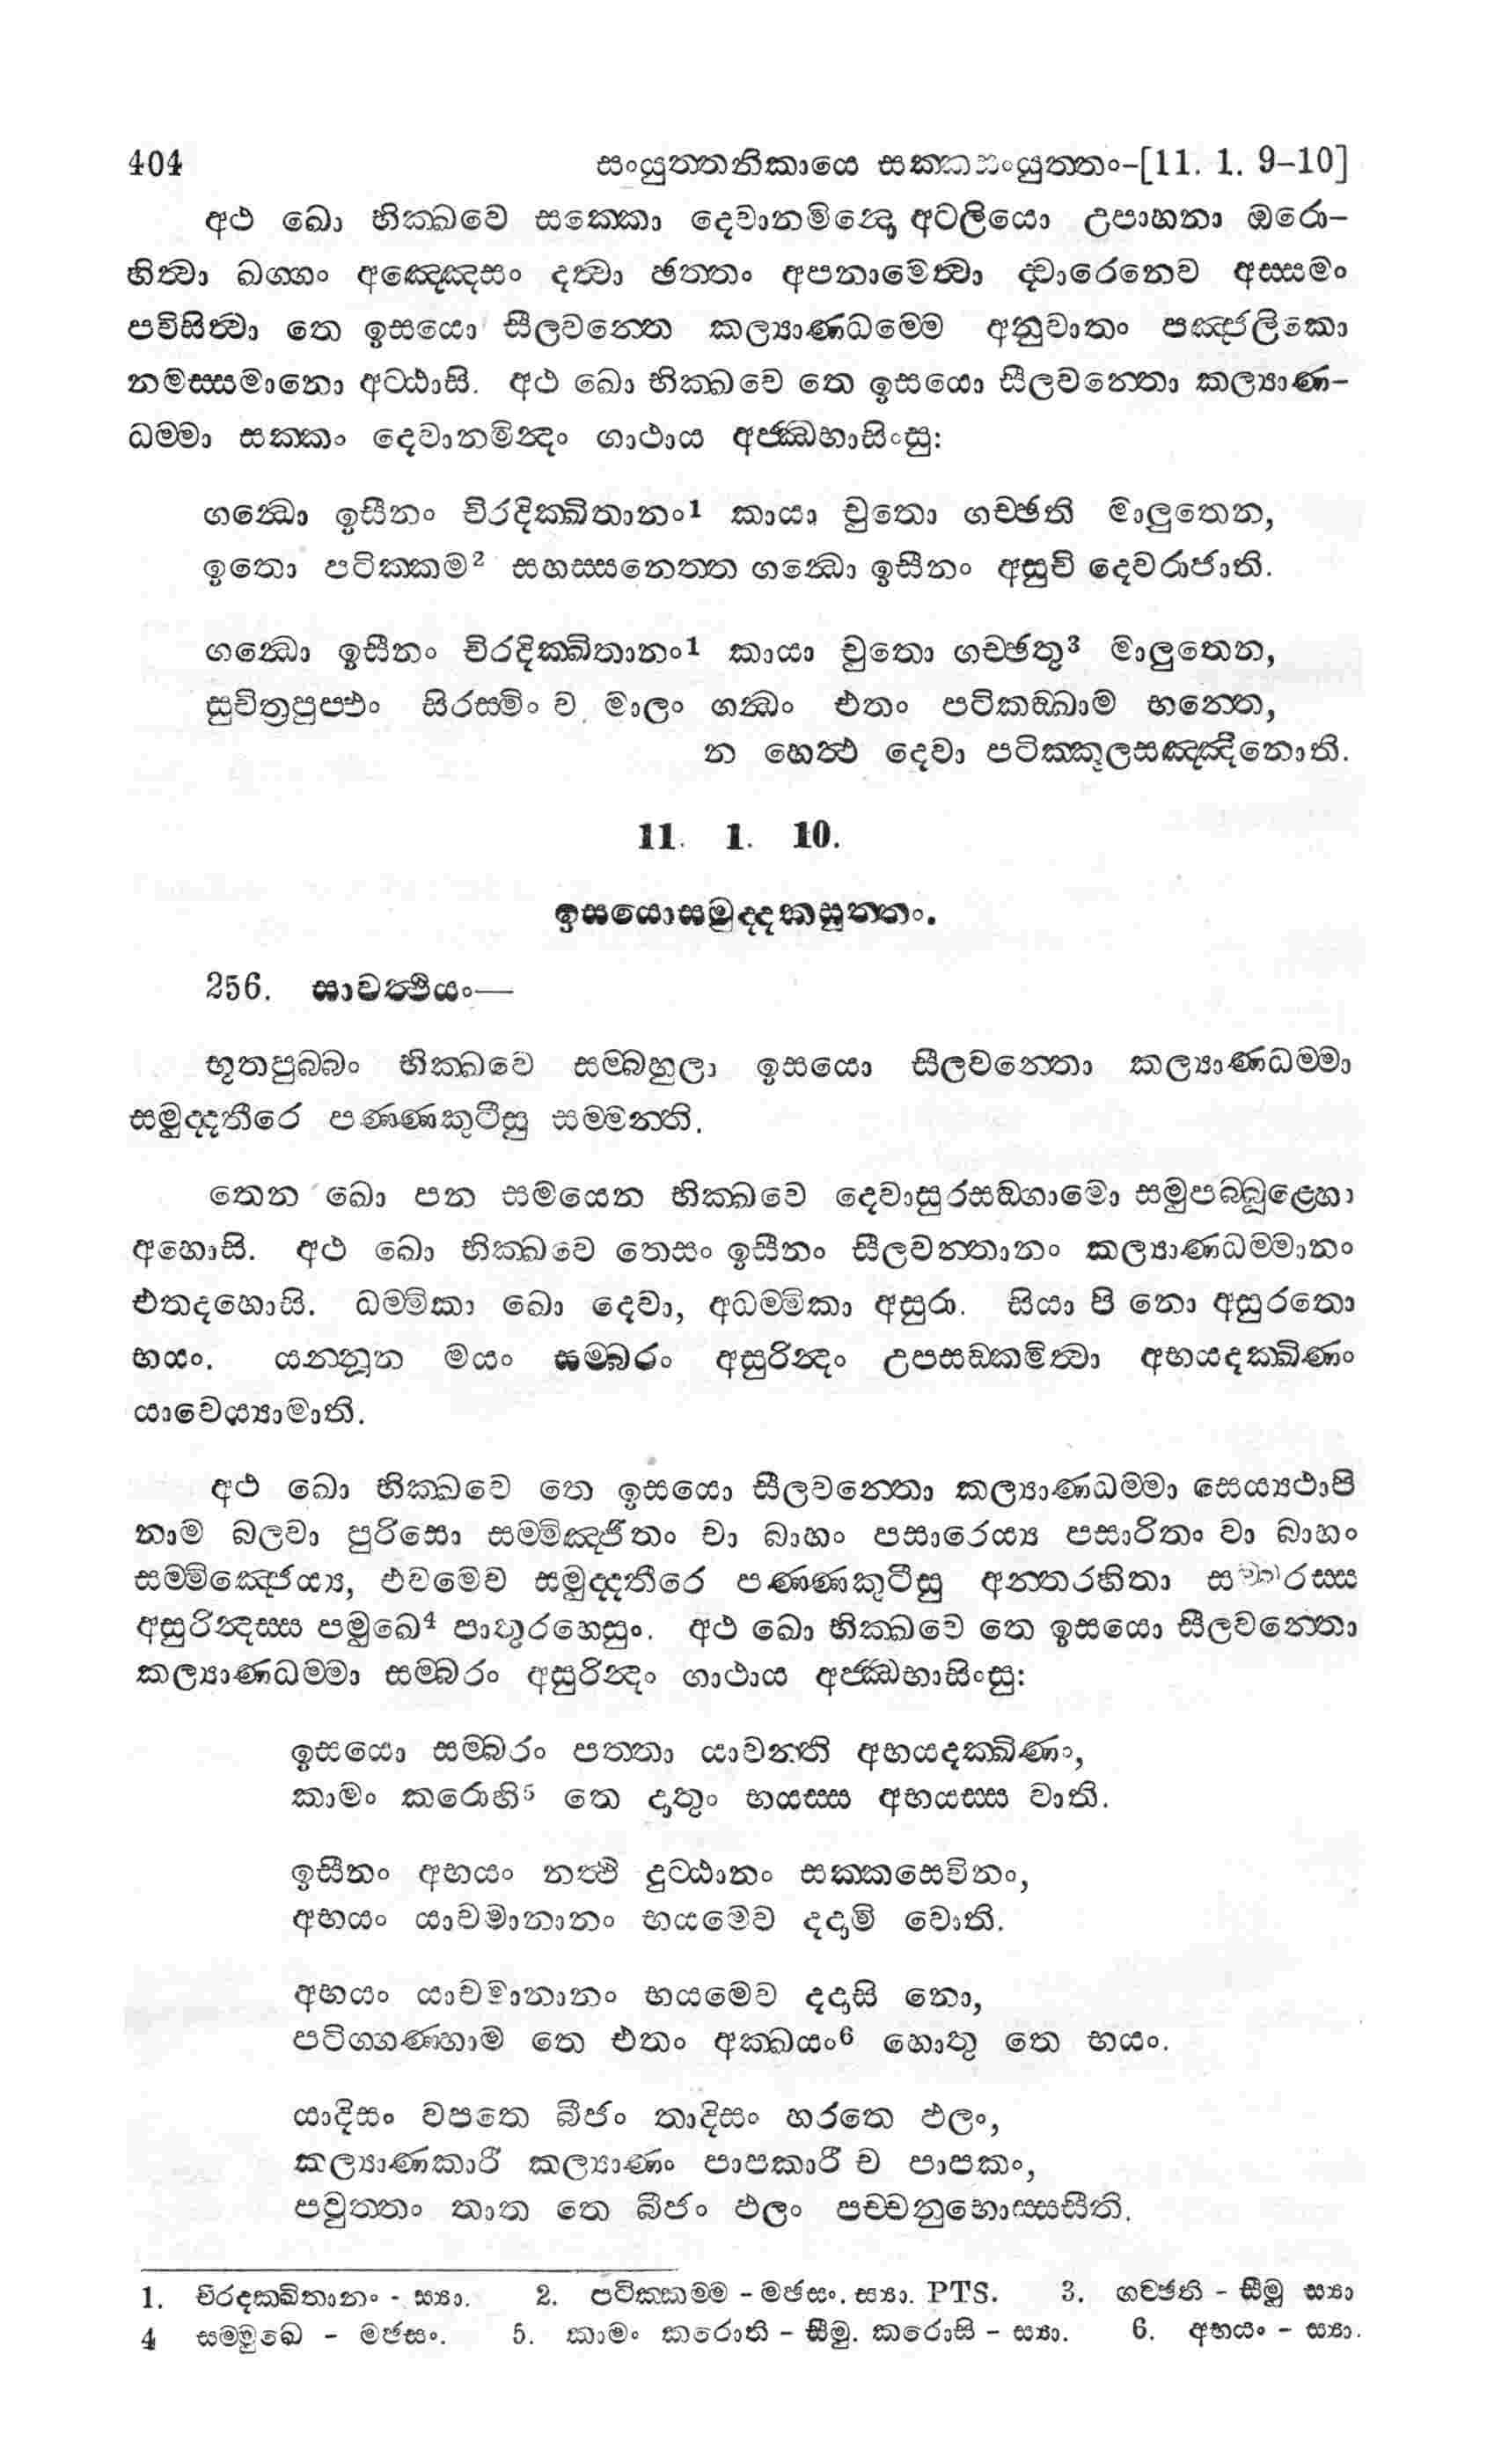 404 සංයුත්තනිකායෙ සක්කසංයුත්තං-[11. 1. 9-10]
අථ ඛො භික්ඛවෙ සක්කො දෙවානමින්දො අටලියො උපාහනා ඔරො-
හිත්වා ඛග්ගං අඤ්ඤෙසං දත්වා ඡත්තං අපනාමෙත්වා ද්වාරෙනෙව අස්සමං
පවිසිත්වා තෙ ඉසයො සීලවන්තෙ කල්‍යාණධම්මෙ අනුවාතං පඤ්ජලිකො
නමස්සමානො අට්ඨාසි. අථ ඛො භික්ඛවෙ තෙ ඉසයො සීලවන්තො කල්‍යාණ-
ධම්මා සක්කං දෙවානමින්දං ගාථාය අජ්ඣභාසිංසු:
ගන්ධො ඉසීනං චිරදික්ඛිතානං1 කායා චුතො ගච්ඡති මාලුතෙන,
ඉතො පටික්කම2 සහස්සනෙත්ත ගන්ධො ඉසීනං අසුචි දෙවරාජාති.
ගන්ධො ඉසීනං චිරදික්ඛිතානං1 කායා චුතො ගච්ඡතු3 මාලුතෙන,
සුචිත්‍රපුප්ඵං සිරස්මිං ව මාලං ගන්ධං එතං පටිකඞ්ඛාම භන්තෙ,
න හෙත්ථ දෙවා පටික්කූලසඤ්ඤිනොති.
11. 1. 10.
ඉසයොසමුද්දකසුත්තං.
256. සාවත්ථියං—
භූතපුබ්බං භික්ඛවෙ සම්බහුලා ඉසයො සීලවන්තො කල්‍යාණධම්මා
සමුද්දතීරෙ පණ්ණකුටීසු සම්මන්ති.
තෙන ඛො පන සමයෙන භික්ඛවෙ දෙවාසුරසඞ්ගාමො සමුපබ්බූළ්හො
අහොසි. අථ ඛො භික්ඛවෙ තෙසං ඉසීනං සීලවන්තානං කල්‍යාණධම්මානං
එතදහොසි. ධම්මිකා ඛො දෙවා, අධම්මිකා අසුරා. සියා පි නො අසුරතො
භයං. යන්නූන මයං සම්බරං අසුරින්දං උපසඞ්කමිත්වා අභයදක්ඛිණං
යාචෙය්‍යාමාති.
අථ ඛො භික්ඛවෙ තෙ ඉසයො සීලවන්තො කල්‍යාණධම්මා සෙය්‍යථාපි
නාම බලවා පුරිසො සම්මිඤ්ජිතං වා බාහං පසාරෙය්‍ය පසාරිතං වා බාහං
සම්මිඤ්ජෙය්‍ය, එවමෙව සමුද්දතීරෙ පණ්ණකුටීසු අන්තරහිතා සම්බරස්ස
අසුරින්දස්ස පමුඛෙ4 පාතුරහෙසුං. අථ ඛො භික්ඛවෙ තෙ ඉසයො සීලවන්තො
කල්‍යාණධම්මා සම්බරං අසුරින්දං ගාථාය අජ්ඣභාසිංසු:
ඉසයො සම්බරං පත්තා යාචන්ති අභයදක්ඛිණං,
කාමං කරොහි5 තෙ දාතුං භයස්ස අභයස්ස වාති.
ඉසීනං අභයං නත්ථි දුට්ඨානං සක්කසෙවිනං,
අභයං යාචමානානං භයමෙව දදාමි වොති.
අභයං යාචමානානං භයමෙව දදාසි නො,
පටිග්ගණ්හාම තෙ එතං අක්ඛයං6 හොතු තෙ භයං.
යාදිසං වපතෙ බීජං තාදිසං හරතෙ ඵලං,
කල්‍යාණකාරී කල්‍යාණං පාපකාරී ච පාපකං,
පවුත්තං තාත තෙ බීජං ඵලං පච්චනුභොස්සසීති.
1. චිරදක්ඛිතානං - ස්‍යා. 2. පටික්කම්ම - මඡසං. ස්‍යා. PTS. 3. ගච්ඡති - සීමු ස්‍යා
4 සම්මුඛෙ - මඡසං. 5. කාමං කරොති - සීමු. කරොසි - ස්‍යා. 6. අභයං - ස්‍යා.